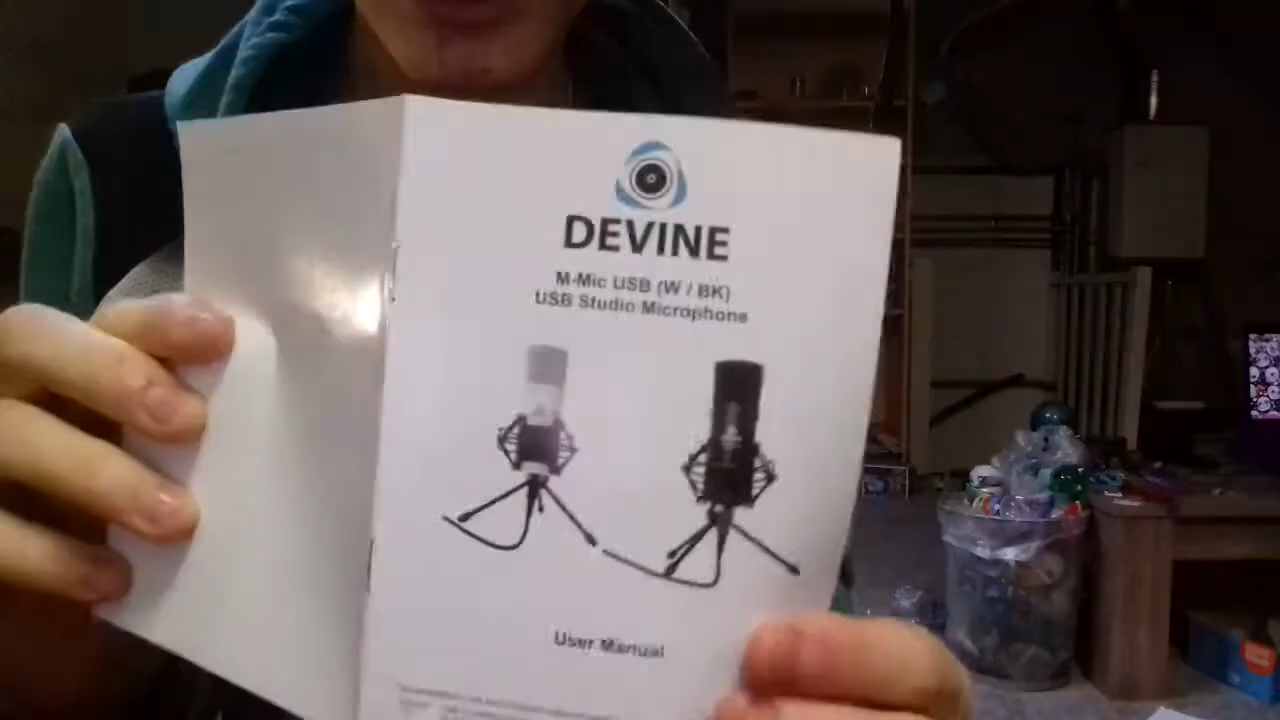 DEVINE
M-Mic USB (W / BK)
USB Studio Microphone
User Manual